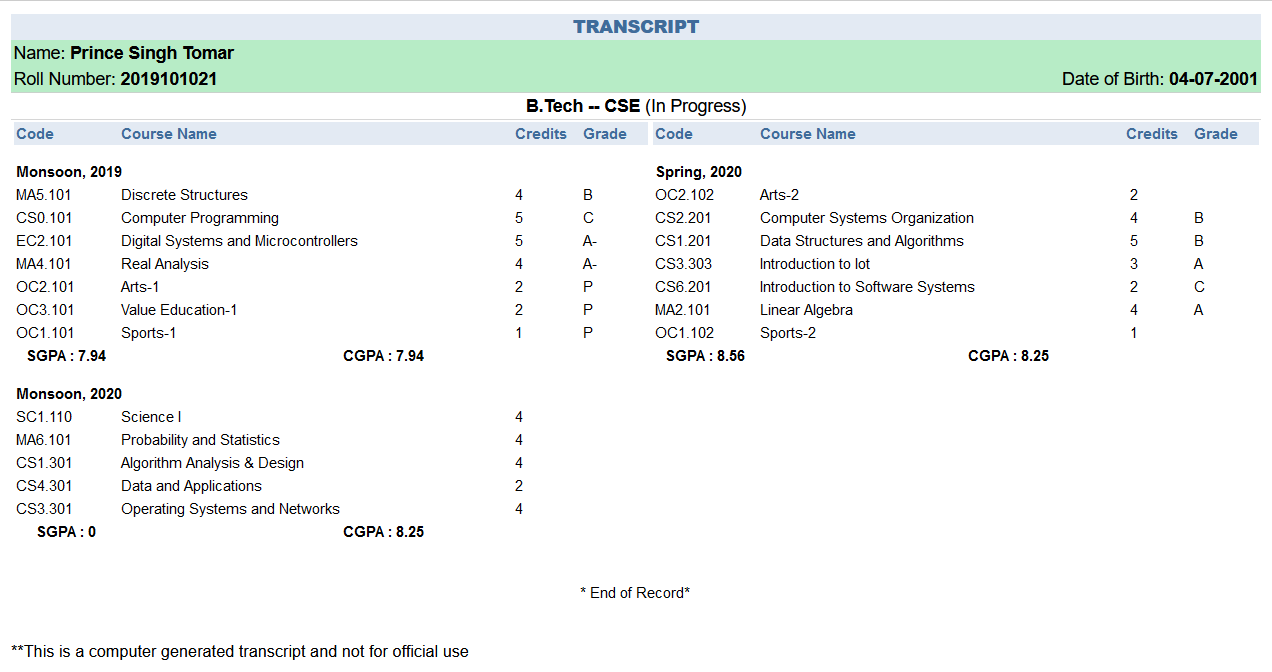 TRANSCRIPT
Name: Prince Singh Tomar
Roll Number: 2019101021 Date of Birth: 04-07-2001
B.Tech -- CSE (In Progress)
Code Course Name Credits Grade
Monsoon, 2019
MA5.101 Discrete Structures 4 B
CS0.101 Computer Programming 5 C
EC2.101 Digital Systems and Microcontrollers 5 A-
MA4.101 Real Analysis 4 A-
OC2.101 Arts-1 2 P
OC3.101 Value Education-1 2 P
OC1.101 Sports-1 1 P
SGPA : 7.94 CGPA : 7.94
Code Course Name Credits Grade
Spring, 2020
OC2.102 Arts-2 2
CS2.201 Computer Systems Organization 4 B
CS1.201 Data Structures and Algorithms 5 B
CS3.303 Introduction to Iot 3 A
CS6.201 Introduction to Software Systems 2 C
MA2.101 Linear Algebra 4 A
OC1.102 Sports-2 1
SGPA : 8.56 CGPA : 8.25
Monsoon, 2020
SC1.110 Science I 4
MA6.101 Probability and Statistics 4
CS1.301 Algorithm Analysis & Design 4
CS4.301 Data and Applications 2
CS3.301 Operating Systems and Networks 4
SGPA : 0 CGPA : 8.25
* End of Record*
**This is a computer generated transcript and not for official use